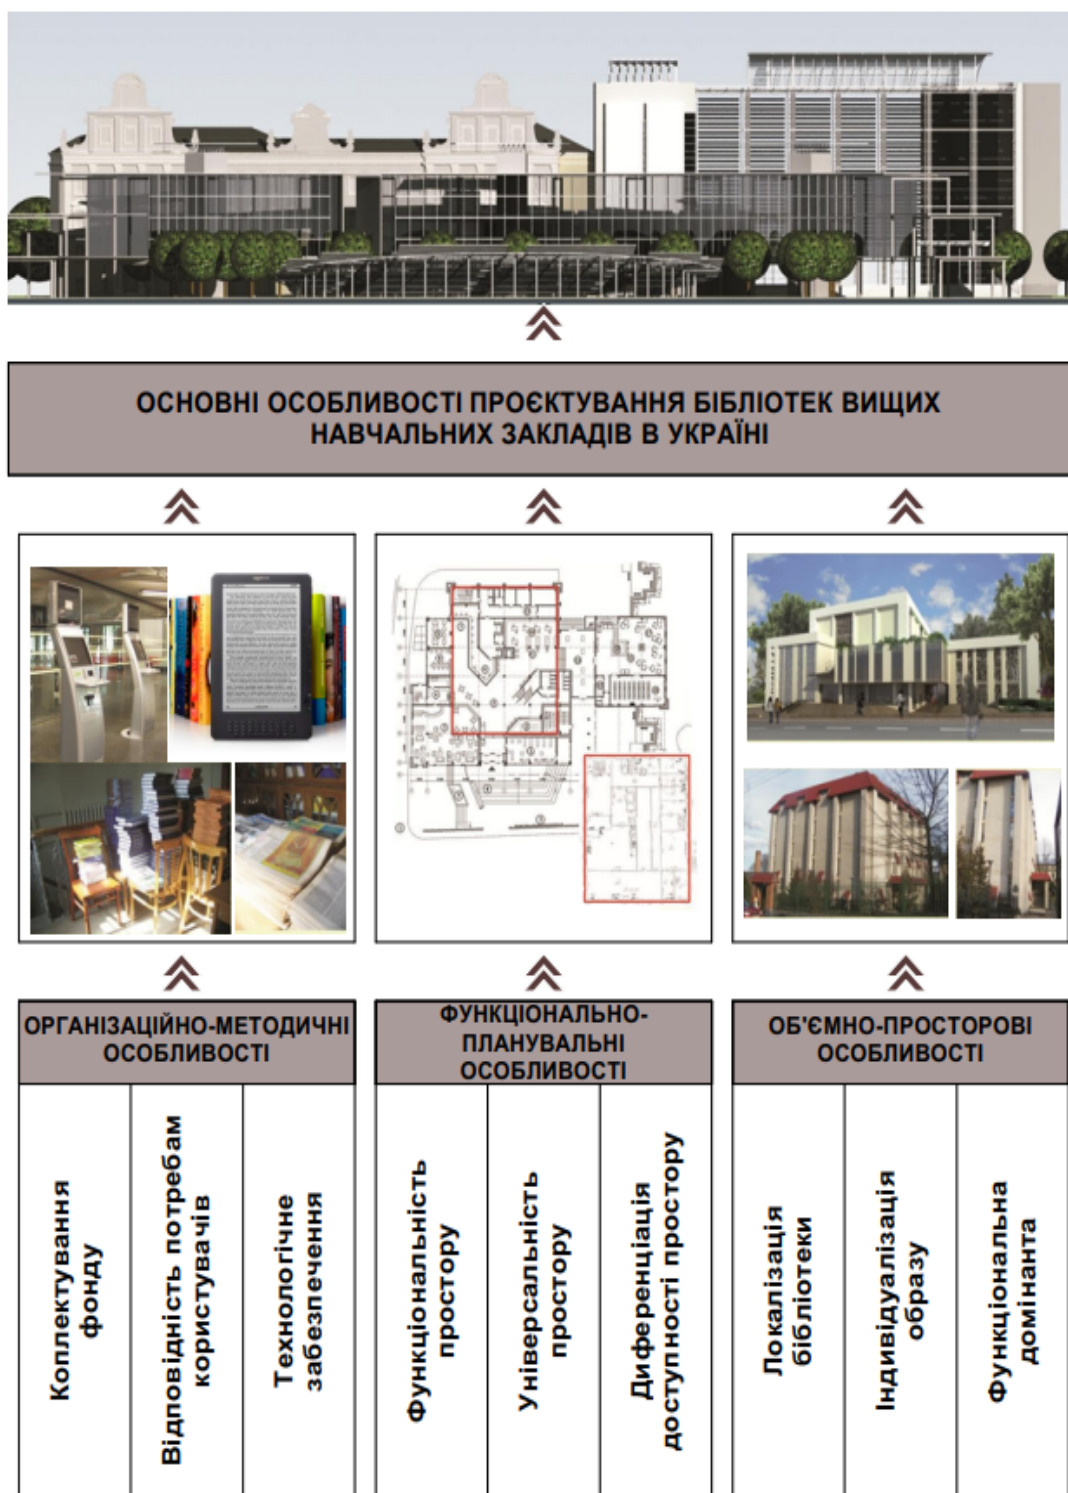 ОСНОВНІ ОСОБЛИВОСТІ ПРОЄКТУВАННЯ БІБЛІОТЕК ВИЩИХ
НАВЧАЛЬНИХ ЗАКЛАДІВ В УКРАЇНІ
ОРГАНІЗАЦІЙНО-МЕТОДИЧНІ
ОСОБЛИВОСТІ
Коплектування
фонду
Відповідність потребам
користувачів
Технологічне
забезпечення
ФУНКЦІОНАЛЬНО-
ПЛАНУВАЛЬНІ
ОСОБЛИВОСТІ
Функціональність
простору
Універсальність
простору
Диференціація
доступності простору
ОБ'ЄМНО-ПРОСТОРОВІ
ОСОБЛИВОСТІ
Локалізація
бібліотеки
Індивідуалізація
образу
Функціональна
домінанта